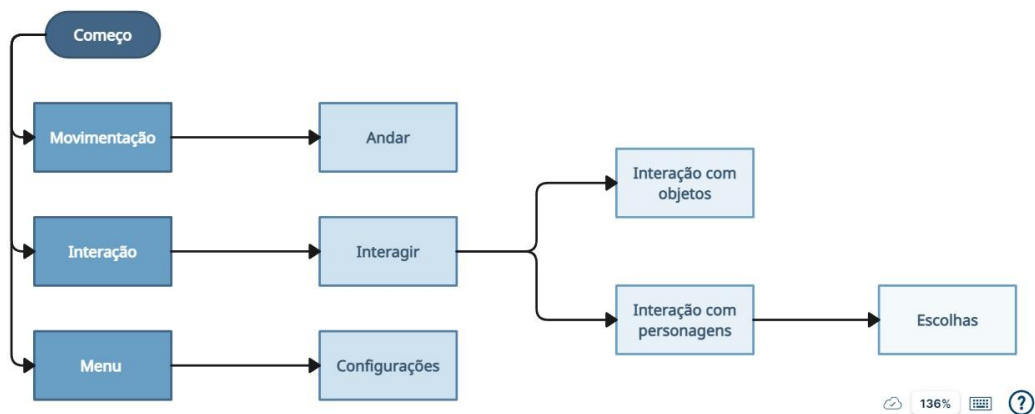 Começo
Movimentação
Andar
Interação com
objetos
Interação
Interagir
Interação com
personagens
Escolhas
Menu
Configurações
136%
?